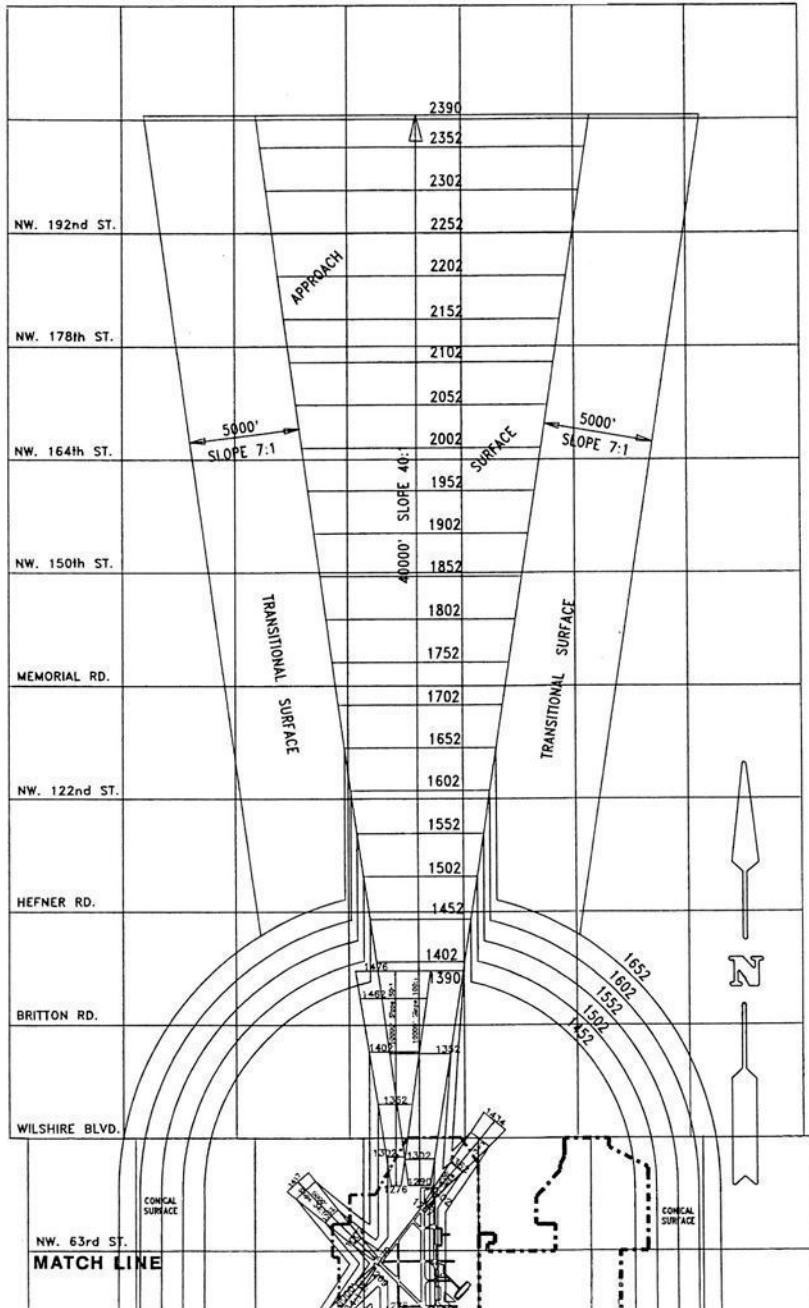 2390
2352
2302
NW. 192nd ST.
2252
APPROACH
2202
2152
NW. 178th ST.
2102
2052
5000'
SLOPE 7:1
5000'
SLOPE 7:1
2002
SURFACE
NW. 164th ST.
40000' SLOPE 40:1
1952
1902
NW. 150th ST.
1852
TRANSITIONAL SURFACE
TRANSITIONAL SURFACE
1802
1752
MEMORIAL RD.
1702
1652
NW. 122nd ST.
1602
1552
1502
HEFNER RD.
1452
1402
1476
1390
1652
1602
1552
1502
1452
N
1462
BRITTON RD.
1402
1352
1352
WILSHIRE BLVD.
1434
1302
1302
1276
1290
CONICAL
SURFACE
CONICAL
SURFACE
NW. 63rd ST.
MATCH LINE